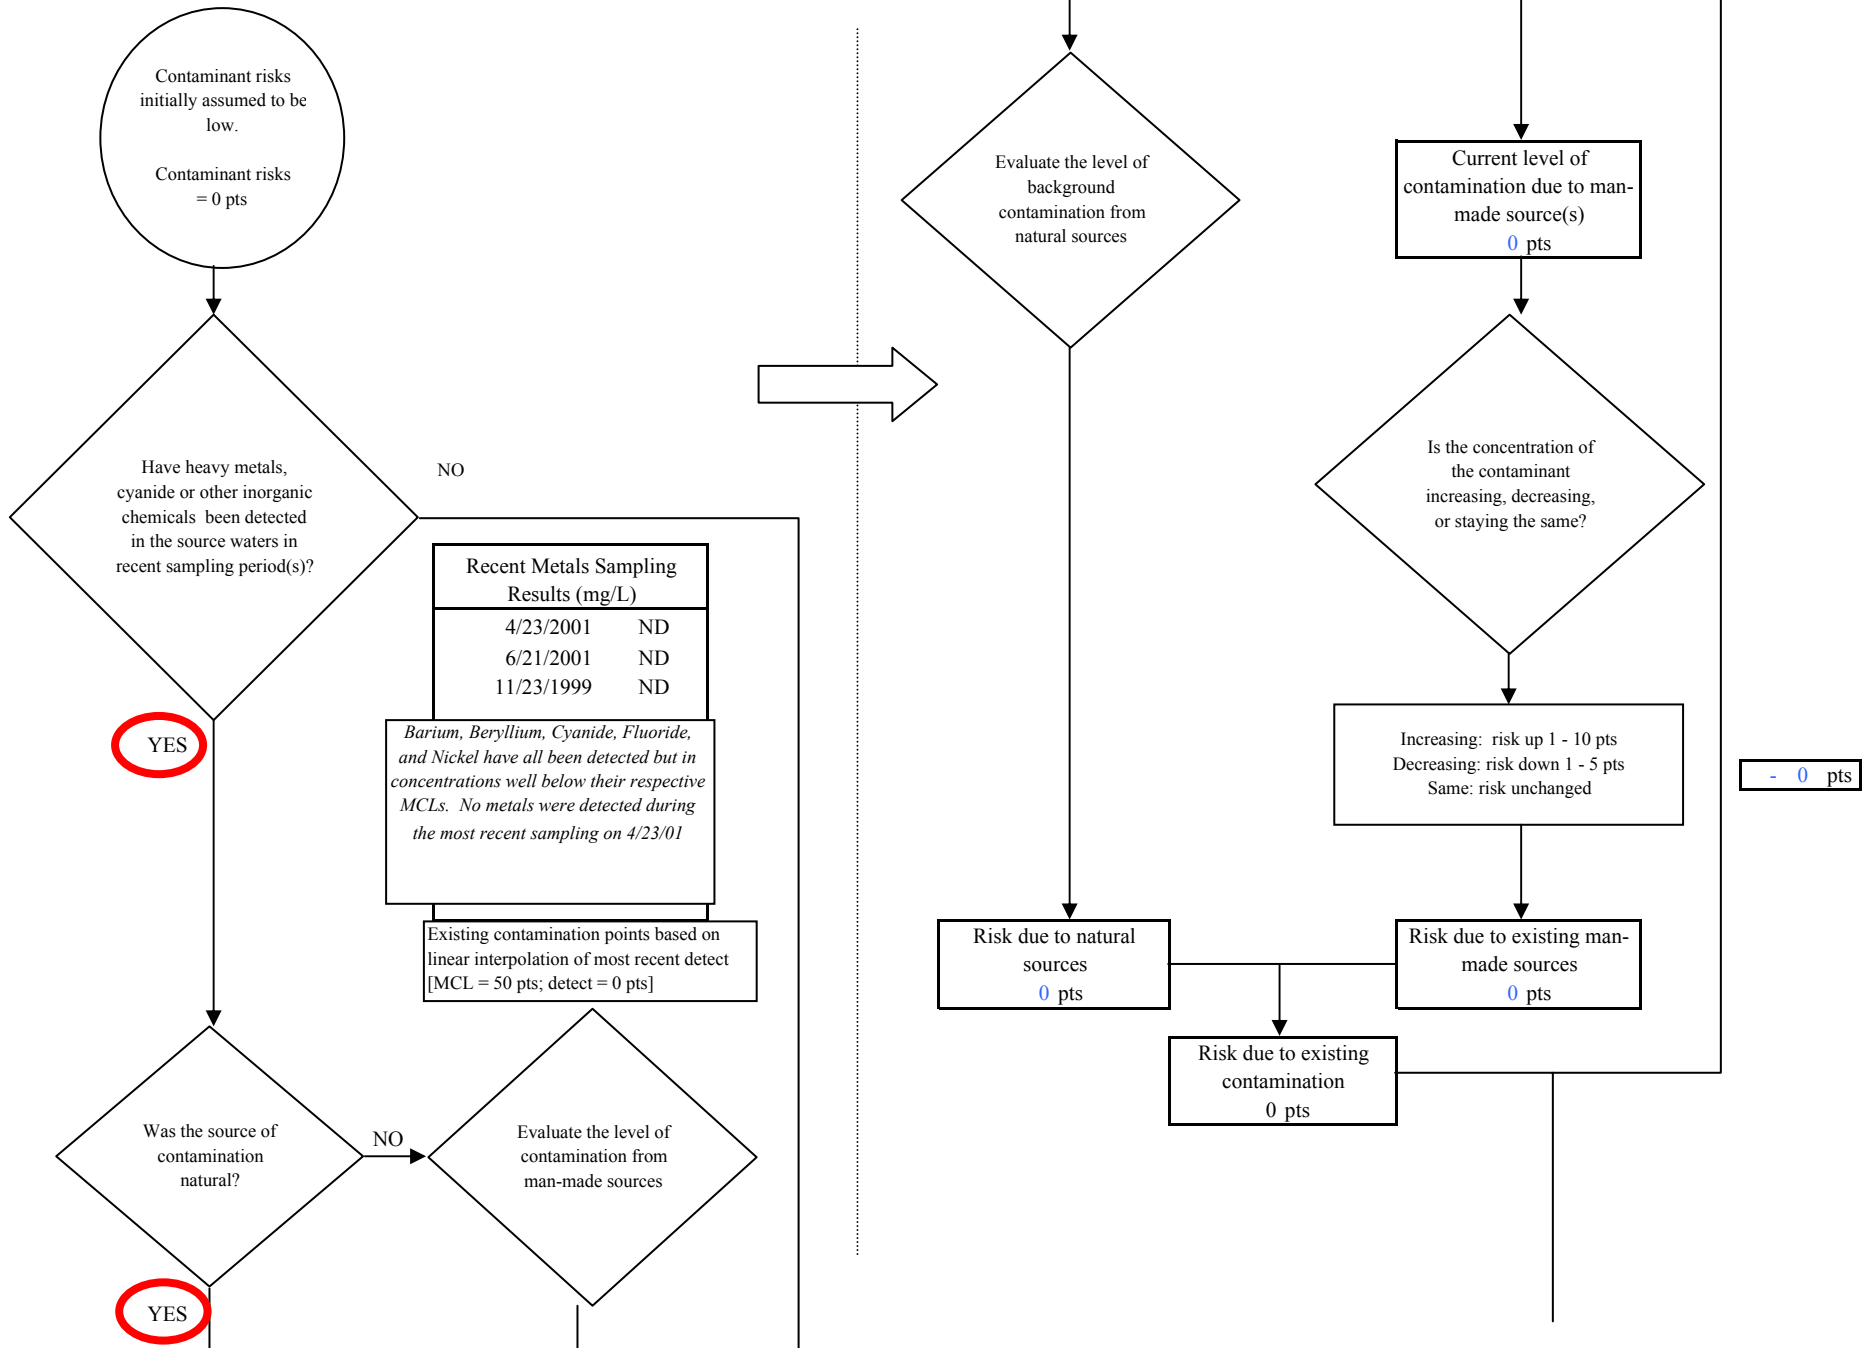 Contaminant risks
initially assumed to be
low.
Contaminant risks
= 0 pts
Have heavy metals,
cyanide or other inorganic
chemicals been detected
in the source waters in
recent sampling period(s)?
NO
YES
Recent Metals Sampling
Results (mg/L)
4/23/2001 ND
6/21/2001 ND
11/23/1999 ND
Barium, Beryllium, Cyanide, Fluoride,
and Nickel have all been detected but in
concentrations well below their respective
MCLs. No metals were detected during
the most recent sampling on 4/23/01
Existing contamination points based on
linear interpolation of most recent detect
[MCL = 50 pts; detect = 0 pts]
Was the source of
contamination
natural?
NO
YES
Evaluate the level of
contamination from
man-made sources
Evaluate the level of
background
contamination from
natural sources
Current level of
contamination due to man-
made source(s)
0 pts
Is the concentration of
the contaminant
increasing, decreasing,
or staying the same?
Increasing: risk up 1 - 10 pts
Decreasing: risk down 1 - 5 pts
Same: risk unchanged
- 0 pts
Risk due to natural
sources
0 pts
Risk due to existing man-
made sources
0 pts
Risk due to existing
contamination
0 pts